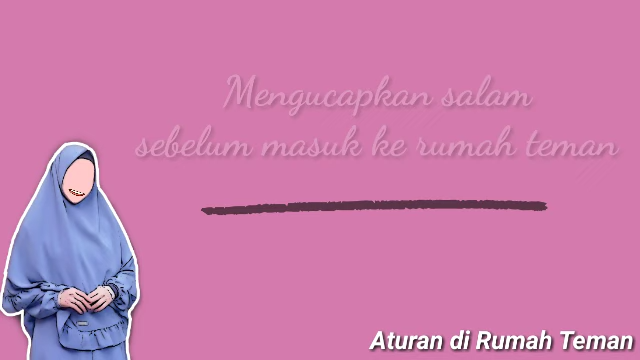 Mengucapkan salam
sebelum masuk ke rumah teman
Aturan di Rumah Teman